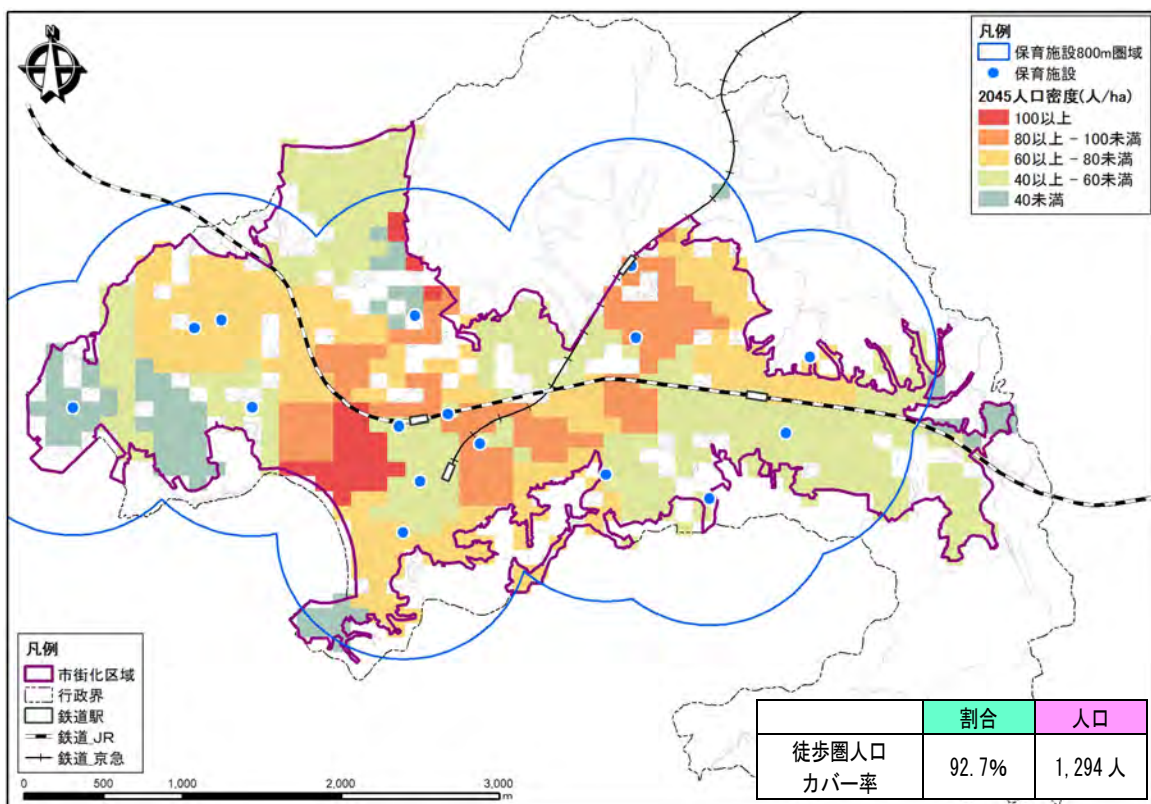 N
凡例
保育施設800m圏域
保育施設
2045人口密度(人/ha)
100以上
80以上 - 100未満
60以上 - 80未満
40以上 - 60未満
40未満
凡例
市街化区域
行政界
鉄道駅
鉄道_JR
鉄道_京急
0 500 1,000 2,000 3,000
m
割合 人口
徒歩圏人口
カバー率
92.7% 1,294人